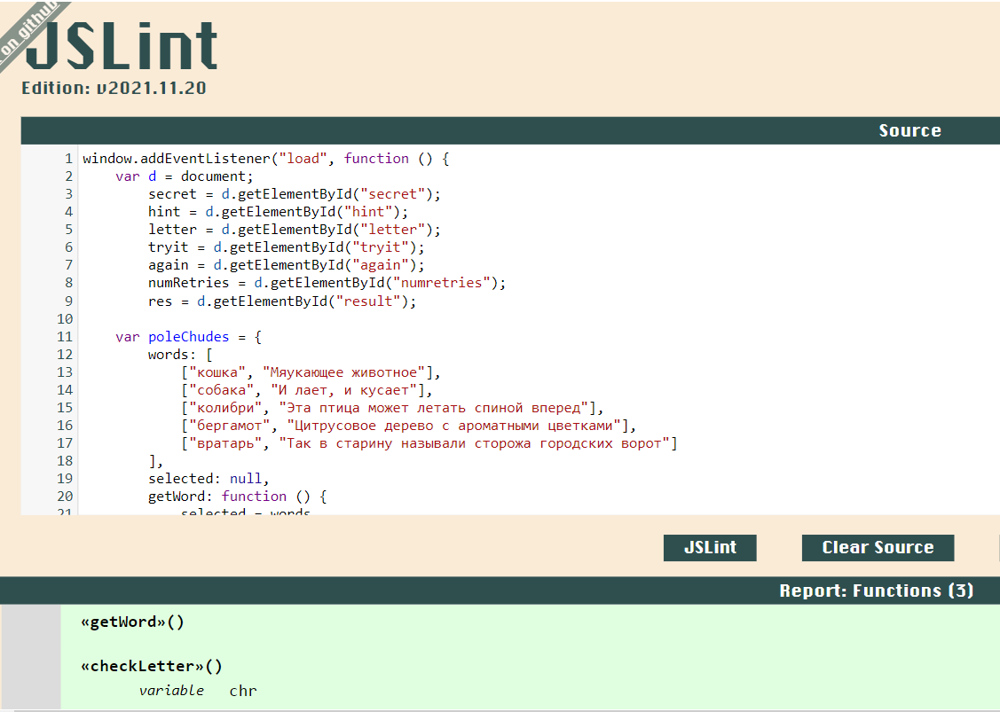 on github
JSLint
Edition: v2021.11.20
Source
1 window.addEventListener("load", function () {
2     var d = document;
3         secret = d.getElementById("secret");
4         hint = d.getElementById("hint");
5         letter = d.getElementById("letter");
6         tryit = d.getElementById("tryit");
7         again = d.getElementById("again");
8         numRetries = d.getElementById("numretries");
9         res = d.getElementById("result");
10
11     var poleChudes = {
12         words: [
13             ["кошка", "Мяукающее животное"],
14             ["собака", "И лает, и кусает"],
15             ["колибри", "Эта птица может летать спиной вперед"],
16             ["бергамот", "Цитрусовое дерево с ароматными цветками"],
17             ["вратарь", "Так в старину называли сторожа городских ворот"]
18         ],
19         selected: null,
20         getWord: function () {
21             selected = words
JSLint Clear Source
Report: Functions (3)
«getWord»()
«checkLetter»()
variable chr